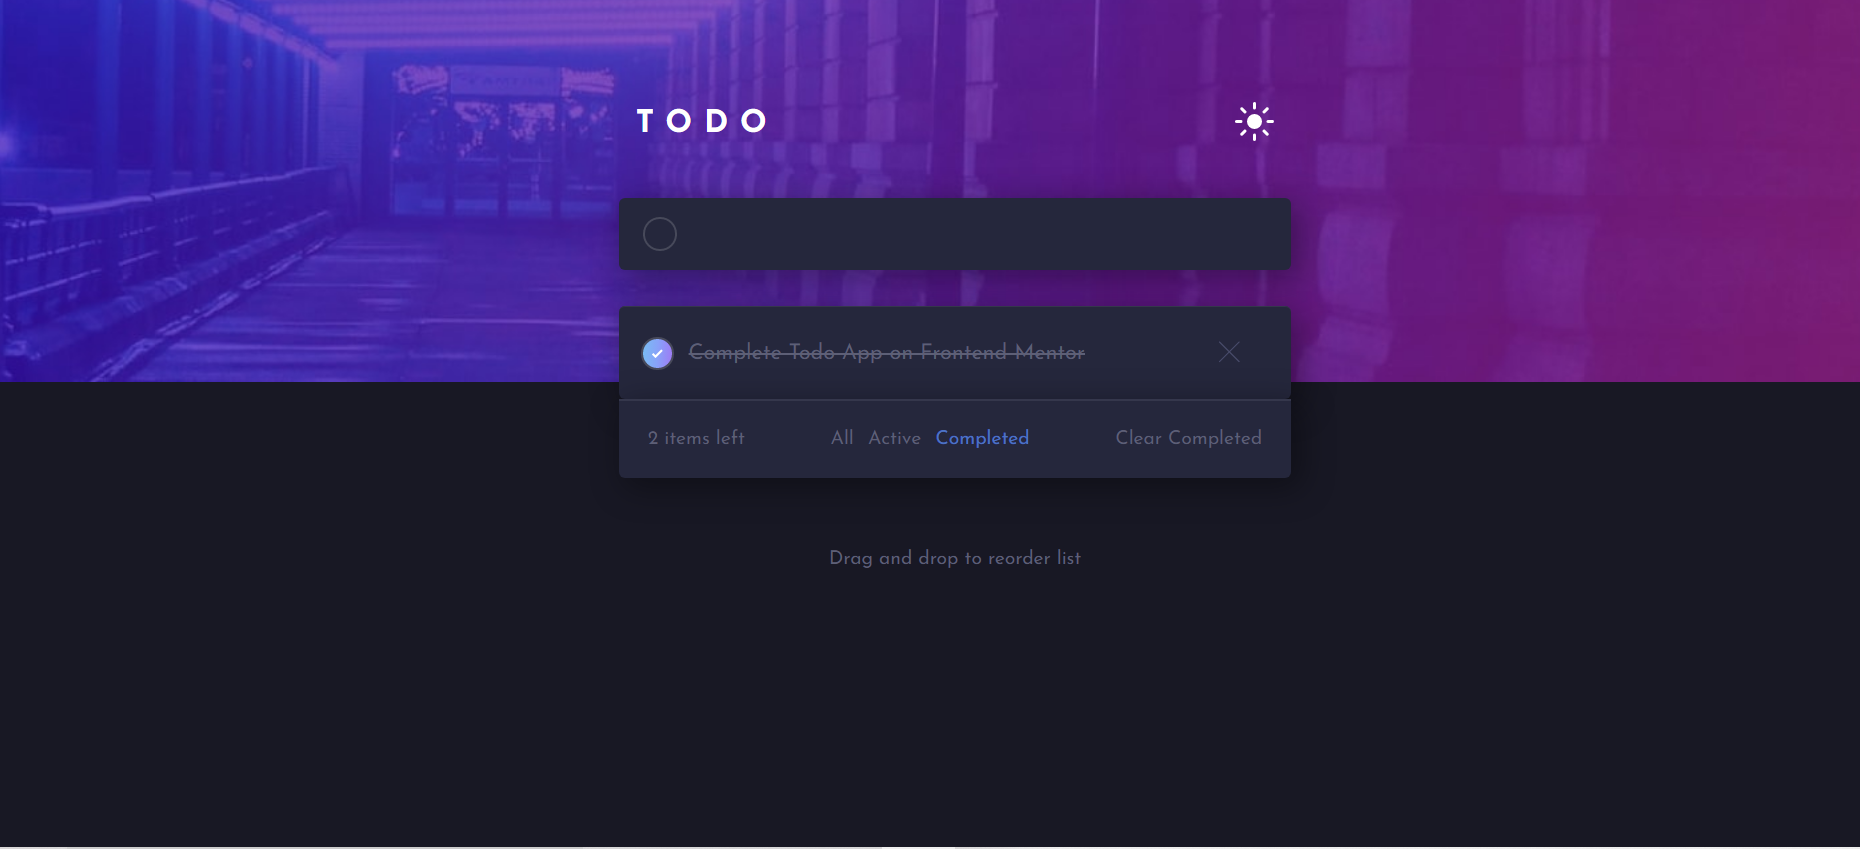 TODO
Complete Todo App on Frontend Mentor
2 items left All Active Completed Clear Completed
Drag and drop to reorder list